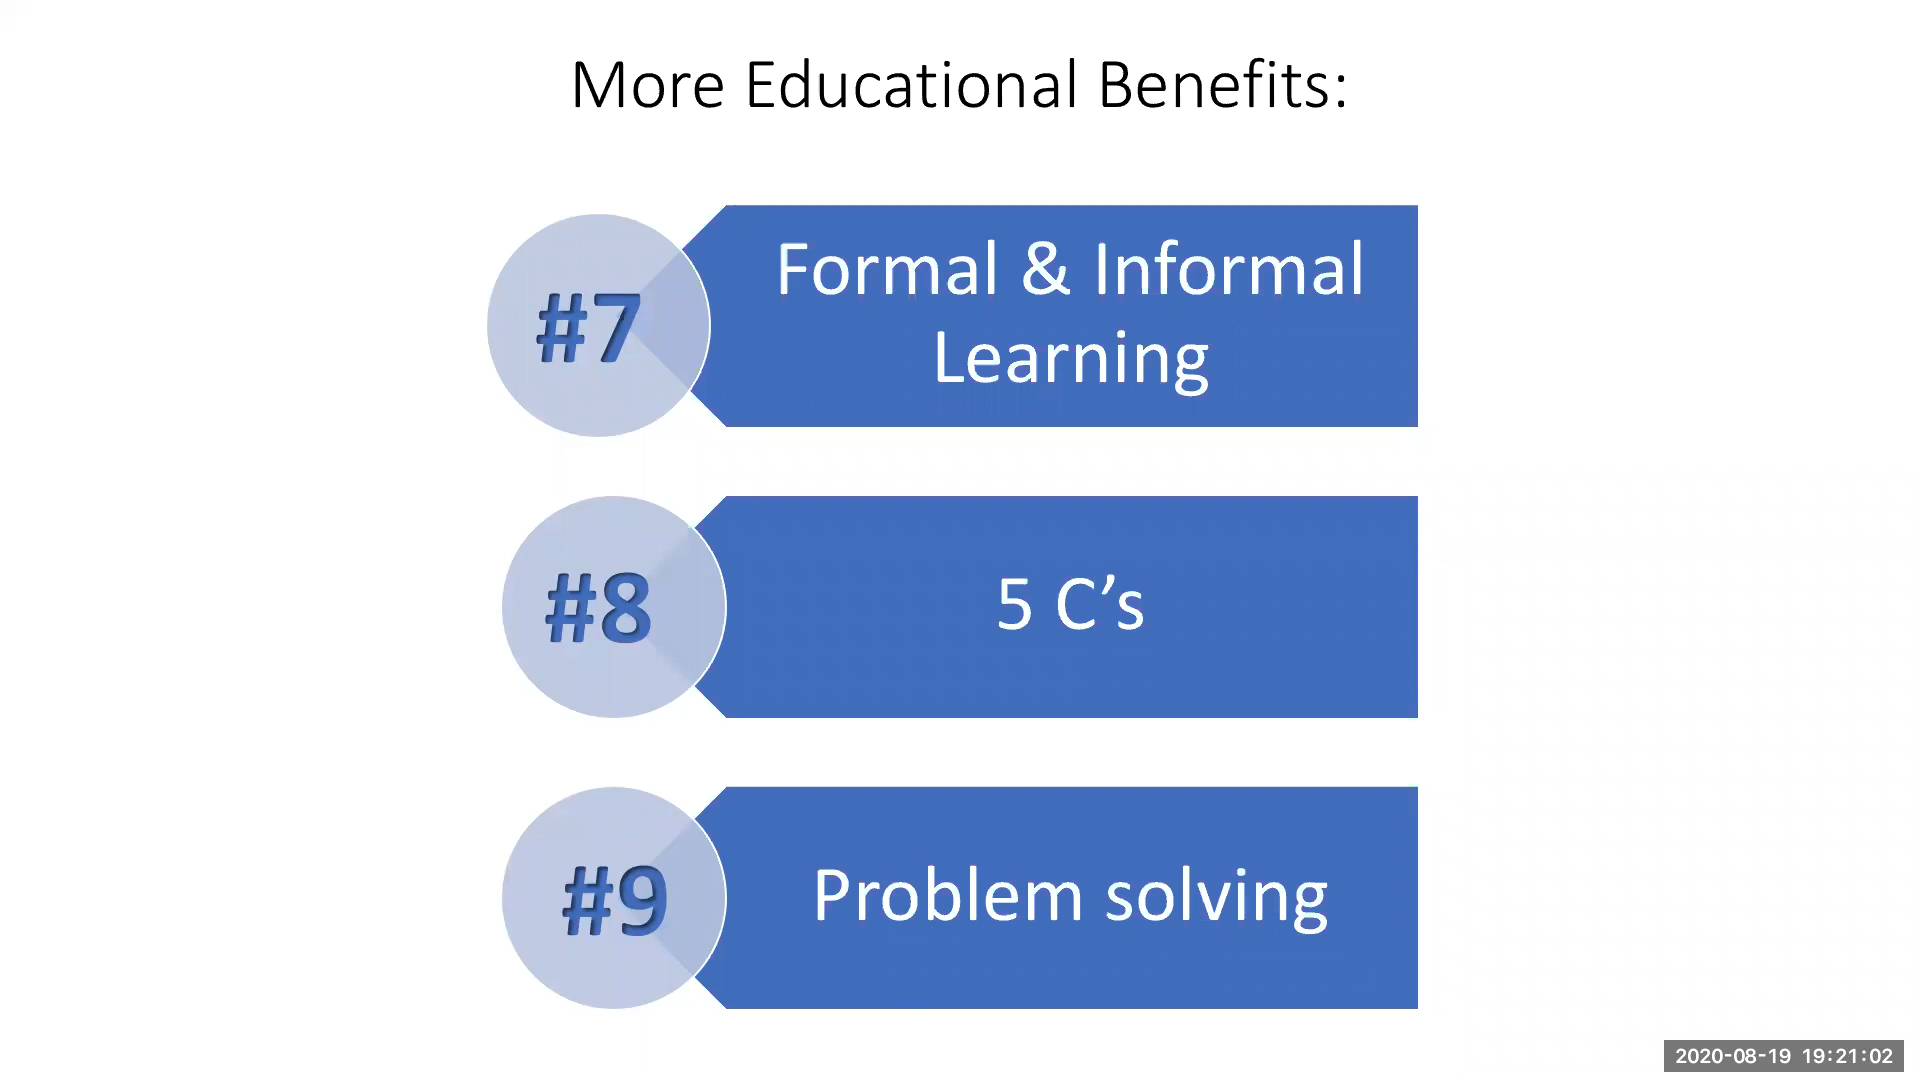 More Educational Benefits:
#7
Formal & Informal
Learning
#8
5 C’s
#9
Problem solving
2020-08-19 19:21:02